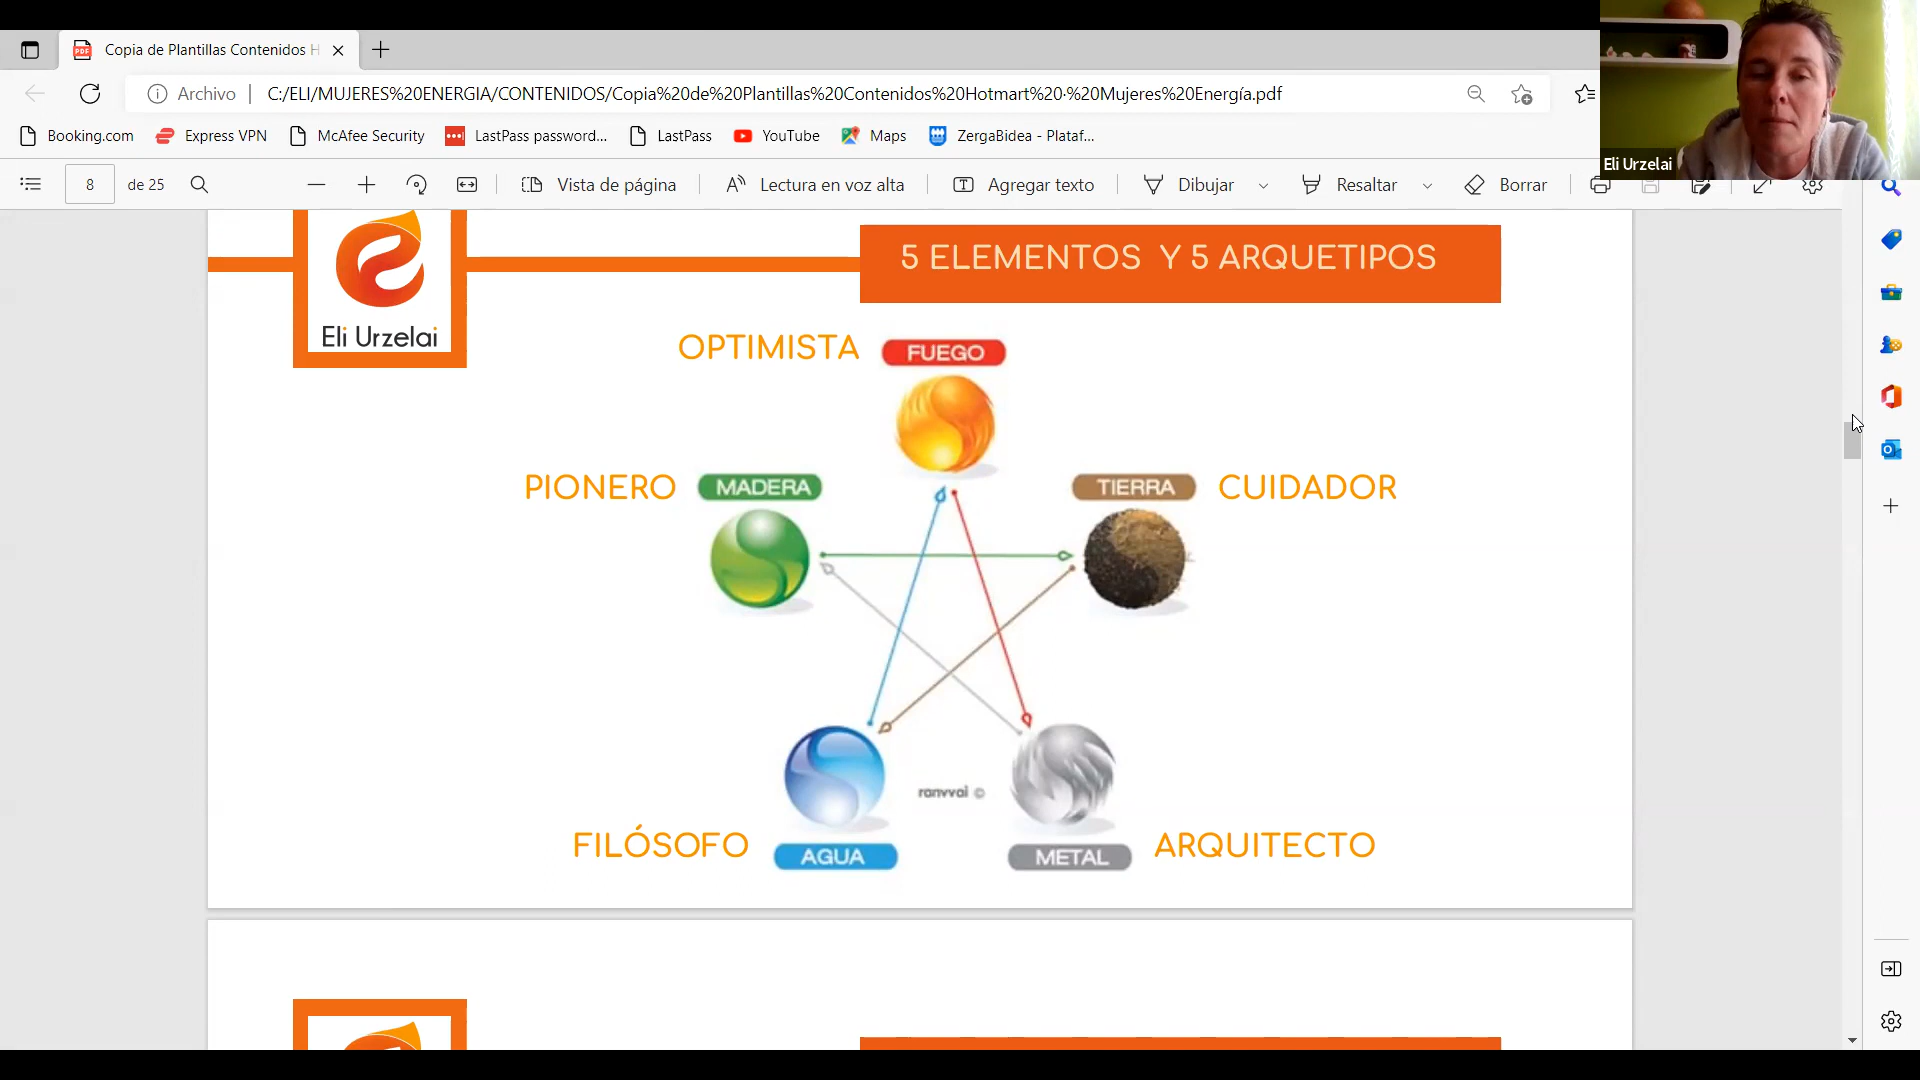 Copia de Plantillas Contenidos H
Archivo
C:/ELI/MUJERES%20ENERGIA/CONTENIDOS/Copia%20de%20Plantillas%20Contenidos%20Hotmart%20·%20Mujeres%20Energía.pdf
Booking.com
Express VPN
McAfee Security
LastPass password...
LastPass
YouTube
Maps
ZergaBidea - Plataf...
Eli Urzelai
8 de 25
Vista de página
Lectura en voz alta
Agregar texto
Dibujar
Resaltar
Borrar
Eli Urzelai
5 ELEMENTOS Y 5 ARQUETIPOS
OPTIMISTA
FUEGO
PIONERO
MADERA
TIERRA
CUIDADOR
ranvvai ©
FILÓSOFO
AGUA
METAL
ARQUITECTO